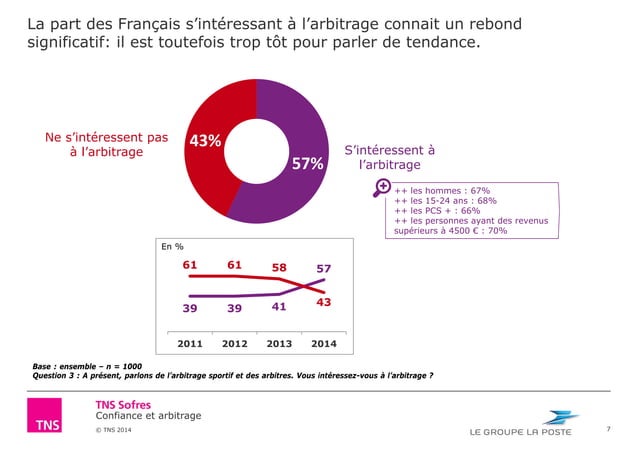 La part des Français s’intéressant à l’arbitrage connait un rebond
significatif: il est toutefois trop tôt pour parler de tendance.
Ne s’intéressent pas
à l’arbitrage
43%
57%
S’intéressent à
l’arbitrage
++ les hommes : 67%
++ les 15-24 ans : 68%
++ les PCS + : 66%
++ les personnes ayant des revenus
supérieurs à 4500 € : 70%
En %
61 61 58 57
39 39 41 43
2011 2012 2013 2014
Base : ensemble – n = 1000
Question 3 : A présent, parlons de l’arbitrage sportif et des arbitres. Vous intéressez-vous à l’arbitrage ?
TNS
TNS Sofres
Confiance et arbitrage
© TNS 2014
LE GROUPE LA POSTE
7